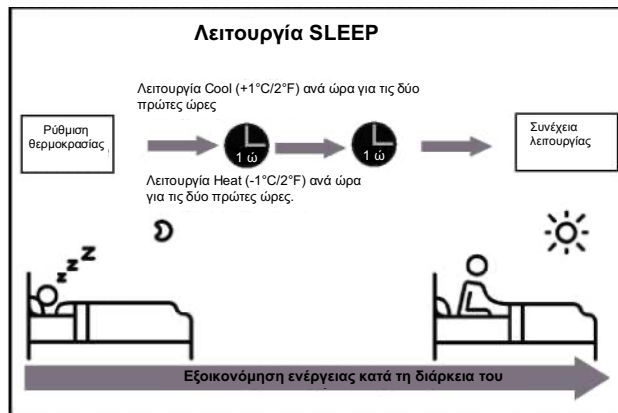 Λειτουργία SLEEP
Λειτουργία Cool (+1°C/2°F) ανά ώρα για τις δύο
πρώτες ώρες
Ρύθμιση
θερμοκρασίας
1 ώ
1 ώ
Συνέχεια
λειτουργίας
Λειτουργία Heat (-1°C/2°F) ανά ώρα
για τις δύο πρώτες ώρες.
z z Z
Εξοικονόμηση ενέργειας κατά τη διάρκεια του